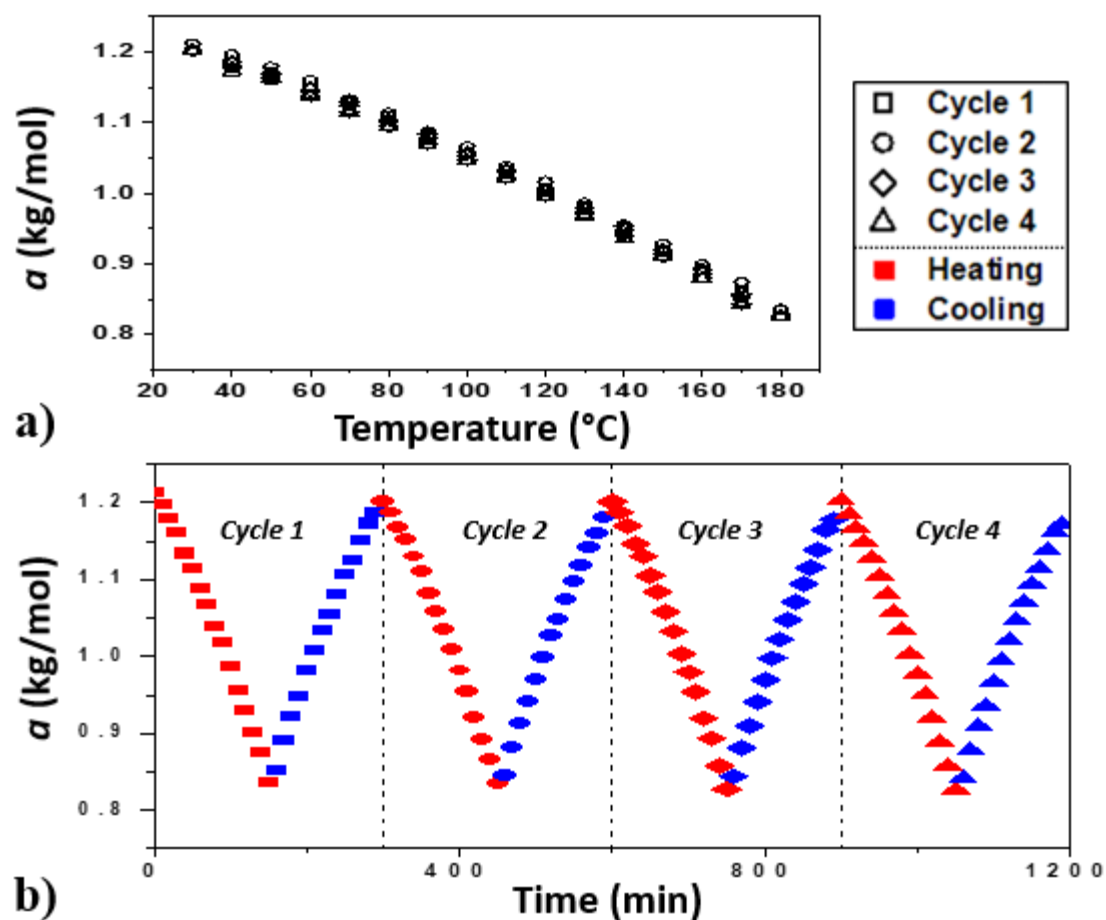 1.2
1.1
1.0
0.9
0.8
a (kg/mol)
20 40 60 80 100 120 140 160 180
Temperature (°C)
a)
Cycle 1
Cycle 2
Cycle 3
Cycle 4
Heating
Cooling
1.2
1.1
1.0
0.9
0.8
a (kg/mol)
Cycle 1 Cycle 2 Cycle 3 Cycle 4
0 400 800 1200
Time (min)
b)